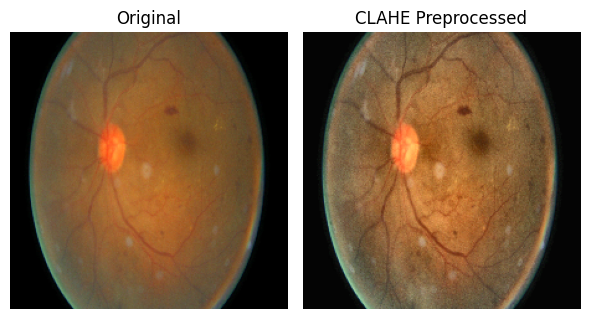 Original
CLAHE Preprocessed